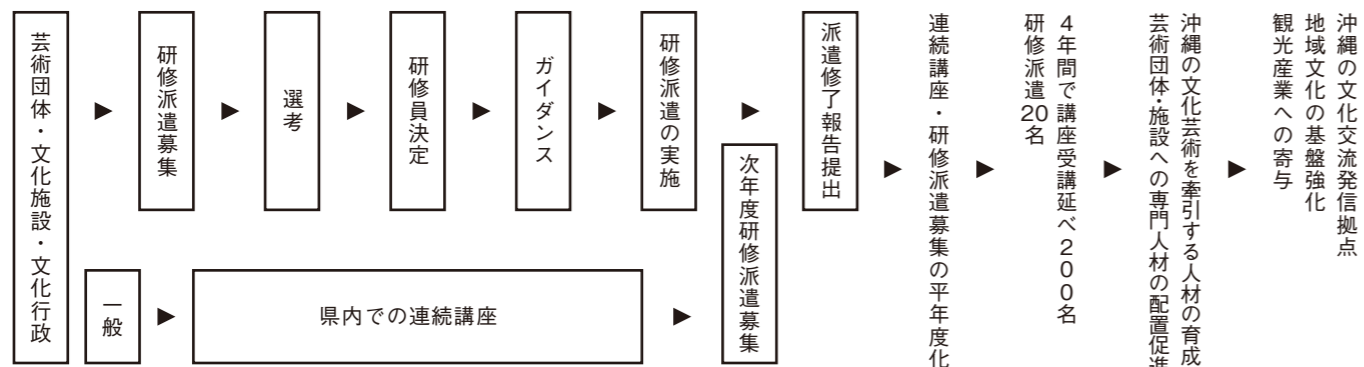 芸術団体・文化施設・文化行政
研修派遣募集
選考
研修員決定
ガイダンス
研修派遣の実施
派遣修了報告提出
一般
県内での連続講座
次年度研修派遣募集
連続講座・研修派遣募集の平年度化
4年間で講座受講延べ200名
研修派遣20名
沖縄の文化芸術を牽引する人材の育成
芸術団体・施設への専門人材の配置促進
沖縄の文化交流発信拠点
地域文化の基盤強化
観光産業への寄与